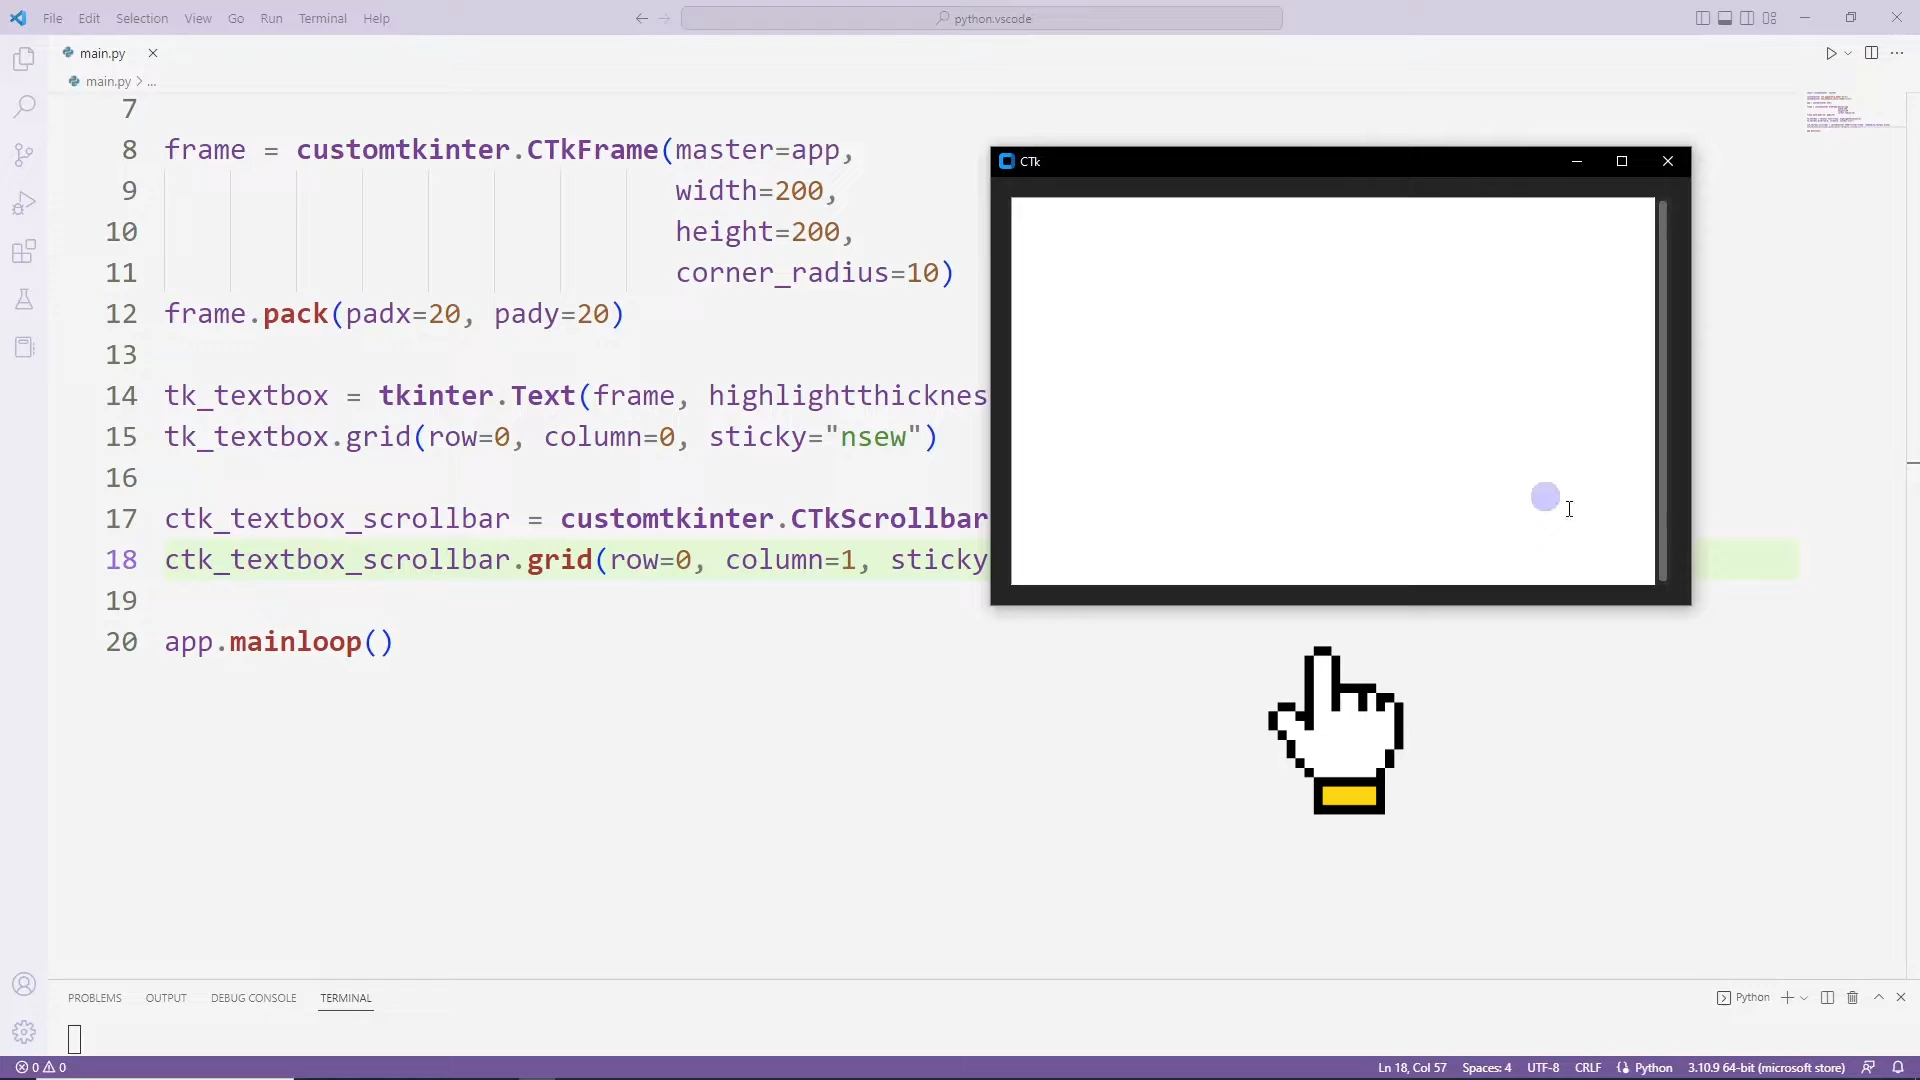 File Edit Selection View Go Run Terminal Help
python.vscode
main.py
main.py > ...
7
8 frame = customtkinter.CTkFrame(master=app,
9 width=200,
10 height=200,
11 corner_radius=10)
12 frame.pack(padx=20, pady=20)
13
14 tk_textbox = tkinter.Text(frame, highlightthicknes
15 tk_textbox.grid(row=0, column=0, sticky="nsew")
16
17 ctk_textbox_scrollbar = customtkinter.CTkScrollbar
18 ctk_textbox_scrollbar.grid(row=0, column=1, sticky
19
20 app.mainloop()
CTk
PROBLEMS OUTPUT DEBUG CONSOLE TERMINAL
Python
0 0
Ln 18, Col 57 Spaces: 4 UTF-8 CRLF Python 3.10.9 64-bit (microsoft store)